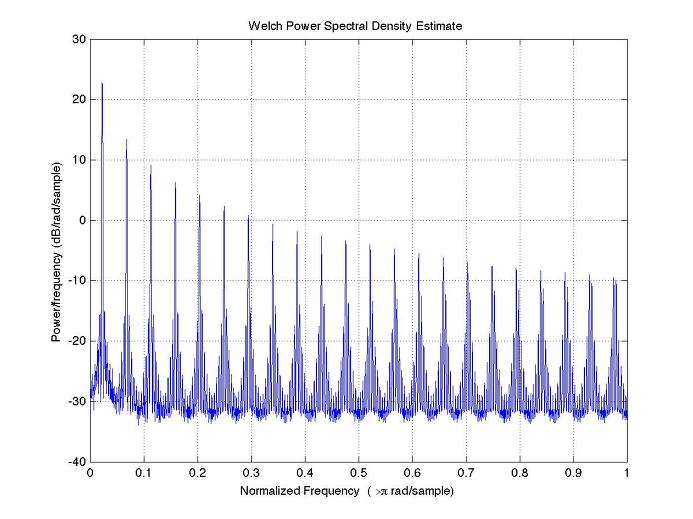 Welch Power Spectral Density Estimate
30
20
10
0
-10
-20
-30
-40
Power/frequency (dB/rad/sample)
0 0.1 0.2 0.3 0.4 0.5 0.6 0.7 0.8 0.9 1
Normalized Frequency ( ×π rad/sample)